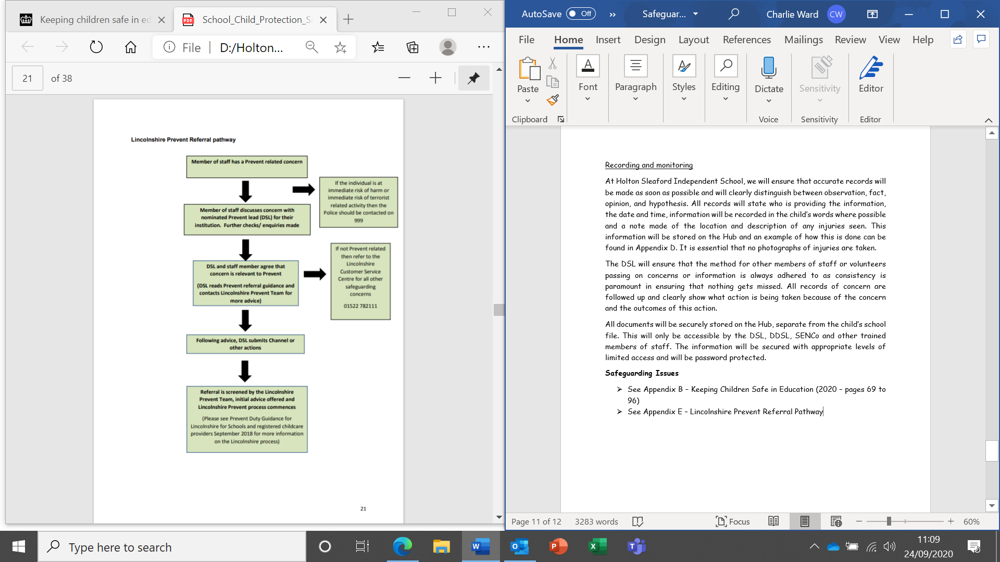 Keeping children safe in ed
School_Child_Protection_S
File
D:/Holton...
21
of 38
Lincolnshire Prevent Referral pathway
Member of staff has a Prevent related concern
If the individual is at
immediate risk of harm or
immediate risk of terrorist
related activity then the
Police should be contacted on
999
Member of staff discusses concern with
nominated Prevent lead (DSL) for their
institution. Further checks/ enquiries made
If not Prevent related
then refer to the
Lincolnshire
Customer Service
Centre for all other
safeguarding
concerns
01522 782111
DSL and staff member agree that
concern is relevant to Prevent
(DSL reads Prevent referral guidance and
contacts Lincolnshire Prevent Team for
more advice)
Following advice, DSL submits Channel or
other actions
Referral is screened by the Lincolnshire
Prevent Team, initial advice offered and
Lincolnshire Prevent process commences
(Please see Prevent Duty Guidance for
Lincolnshire for Schools and registered childcare
providers September 2018 for more information
on the Lincolnshire process)
21
AutoSave Off
Safeguar...
Charlie Ward CW
File Home Insert Design Layout References Mailings Review View Help
Paste
Font
Paragraph
Styles
Editing
Dictate
Sensitivity
Editor
Clipboard
Voice
Sensitivity
Editor
Recording and monitoring
At Holton Sleaford Independent School, we will ensure that accurate records will
be made as soon as possible and will clearly distinguish between observation, fact,
opinion, and hypothesis. All records will state who is providing the information,
the date and time, information will be recorded in the child's words where possible
and a note made of the location and description of any injuries seen. This
information will be stored on the Hub and an example of how this is done can be
found in Appendix D. It is essential that no photographs of injuries are taken.
The DSL will ensure that the method for other members of staff or volunteers
passing on concerns or information is always adhered to as consistency is
paramount in ensuring that nothing gets missed. All records of concern are
followed up and clearly show what action is being taken because of the concern
and the outcomes of this action.
All documents will be securely stored on the Hub, separate from the child's school
file. This will only be accessible by the DSL, DDSL, SENCo and other trained
members of staff. The information will be secured with appropriate levels of
limited access and will be password protected.
Safeguarding Issues
➢ See Appendix B – Keeping Children Safe in Education (2020 – pages 69 to
96)
➢ See Appendix E – Lincolnshire Prevent Referral Pathway
Page 11 of 12
3283 words
Focus
60%
Type here to search
11:09
24/09/2020